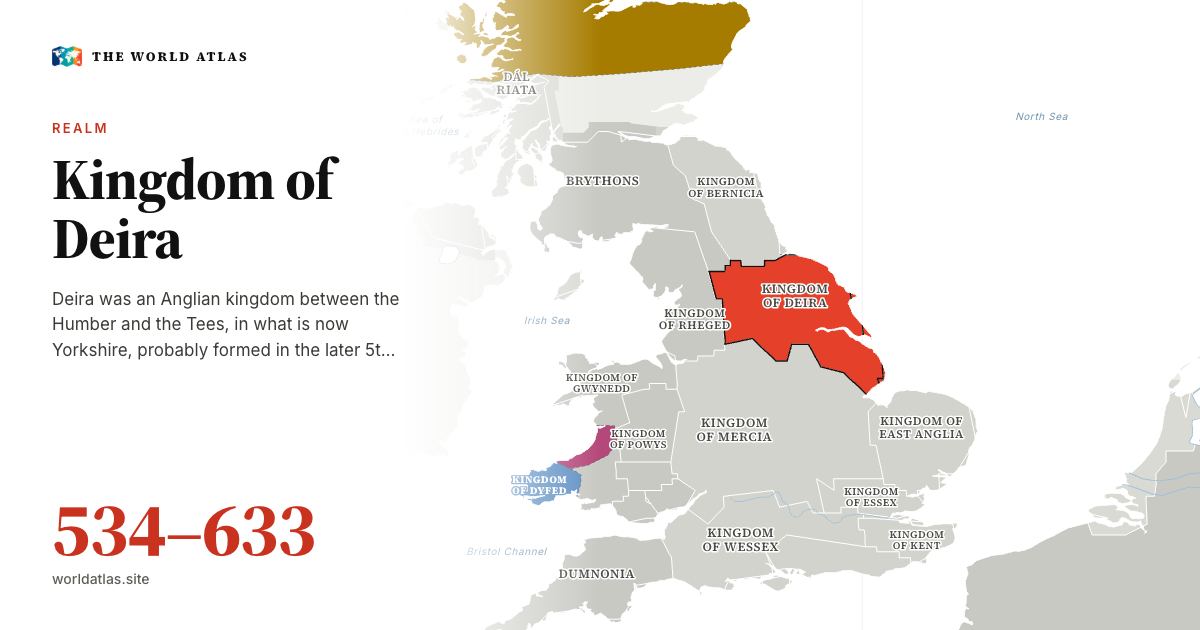 THE WORLD ATLAS
REALM
Kingdom of
Deira
Deira was an Anglian kingdom between the
Humber and the Tees, in what is now
Yorkshire, probably formed in the later 5t...
534–633
worldatlas.site
DÁL
RIATA
Hebrides
North Sea
BRYTHONS
KINGDOM
OF BERNICIA
KINGDOM
OF DEIRA
KINGDOM
OF RHEGED
Irish Sea
KINGDOM OF
GWYNEDD
KINGDOM
OF MERCIA
KINGDOM OF
EAST ANGLIA
KINGDOM
OF POWYS
KINGDOM
OF DYFED
KINGDOM
OF ESSEX
KINGDOM
OF WESSEX
KINGDOM
OF KENT
Bristol Channel
DUMNONIA